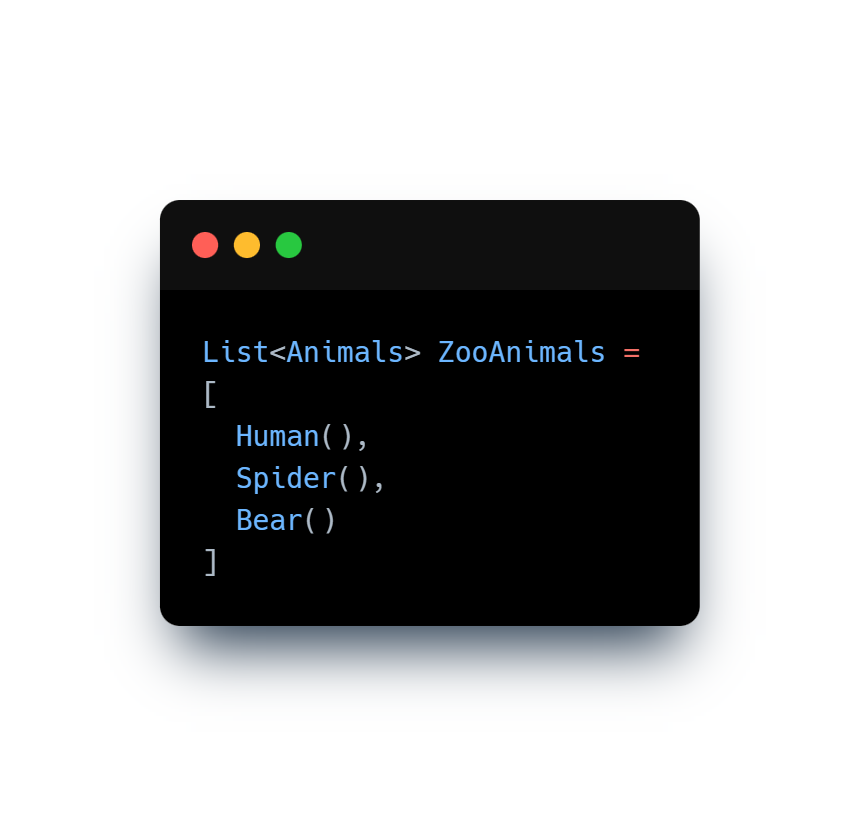 List<Animals> ZooAnimals =
[
  Human(),
  Spider(),
  Bear()
]